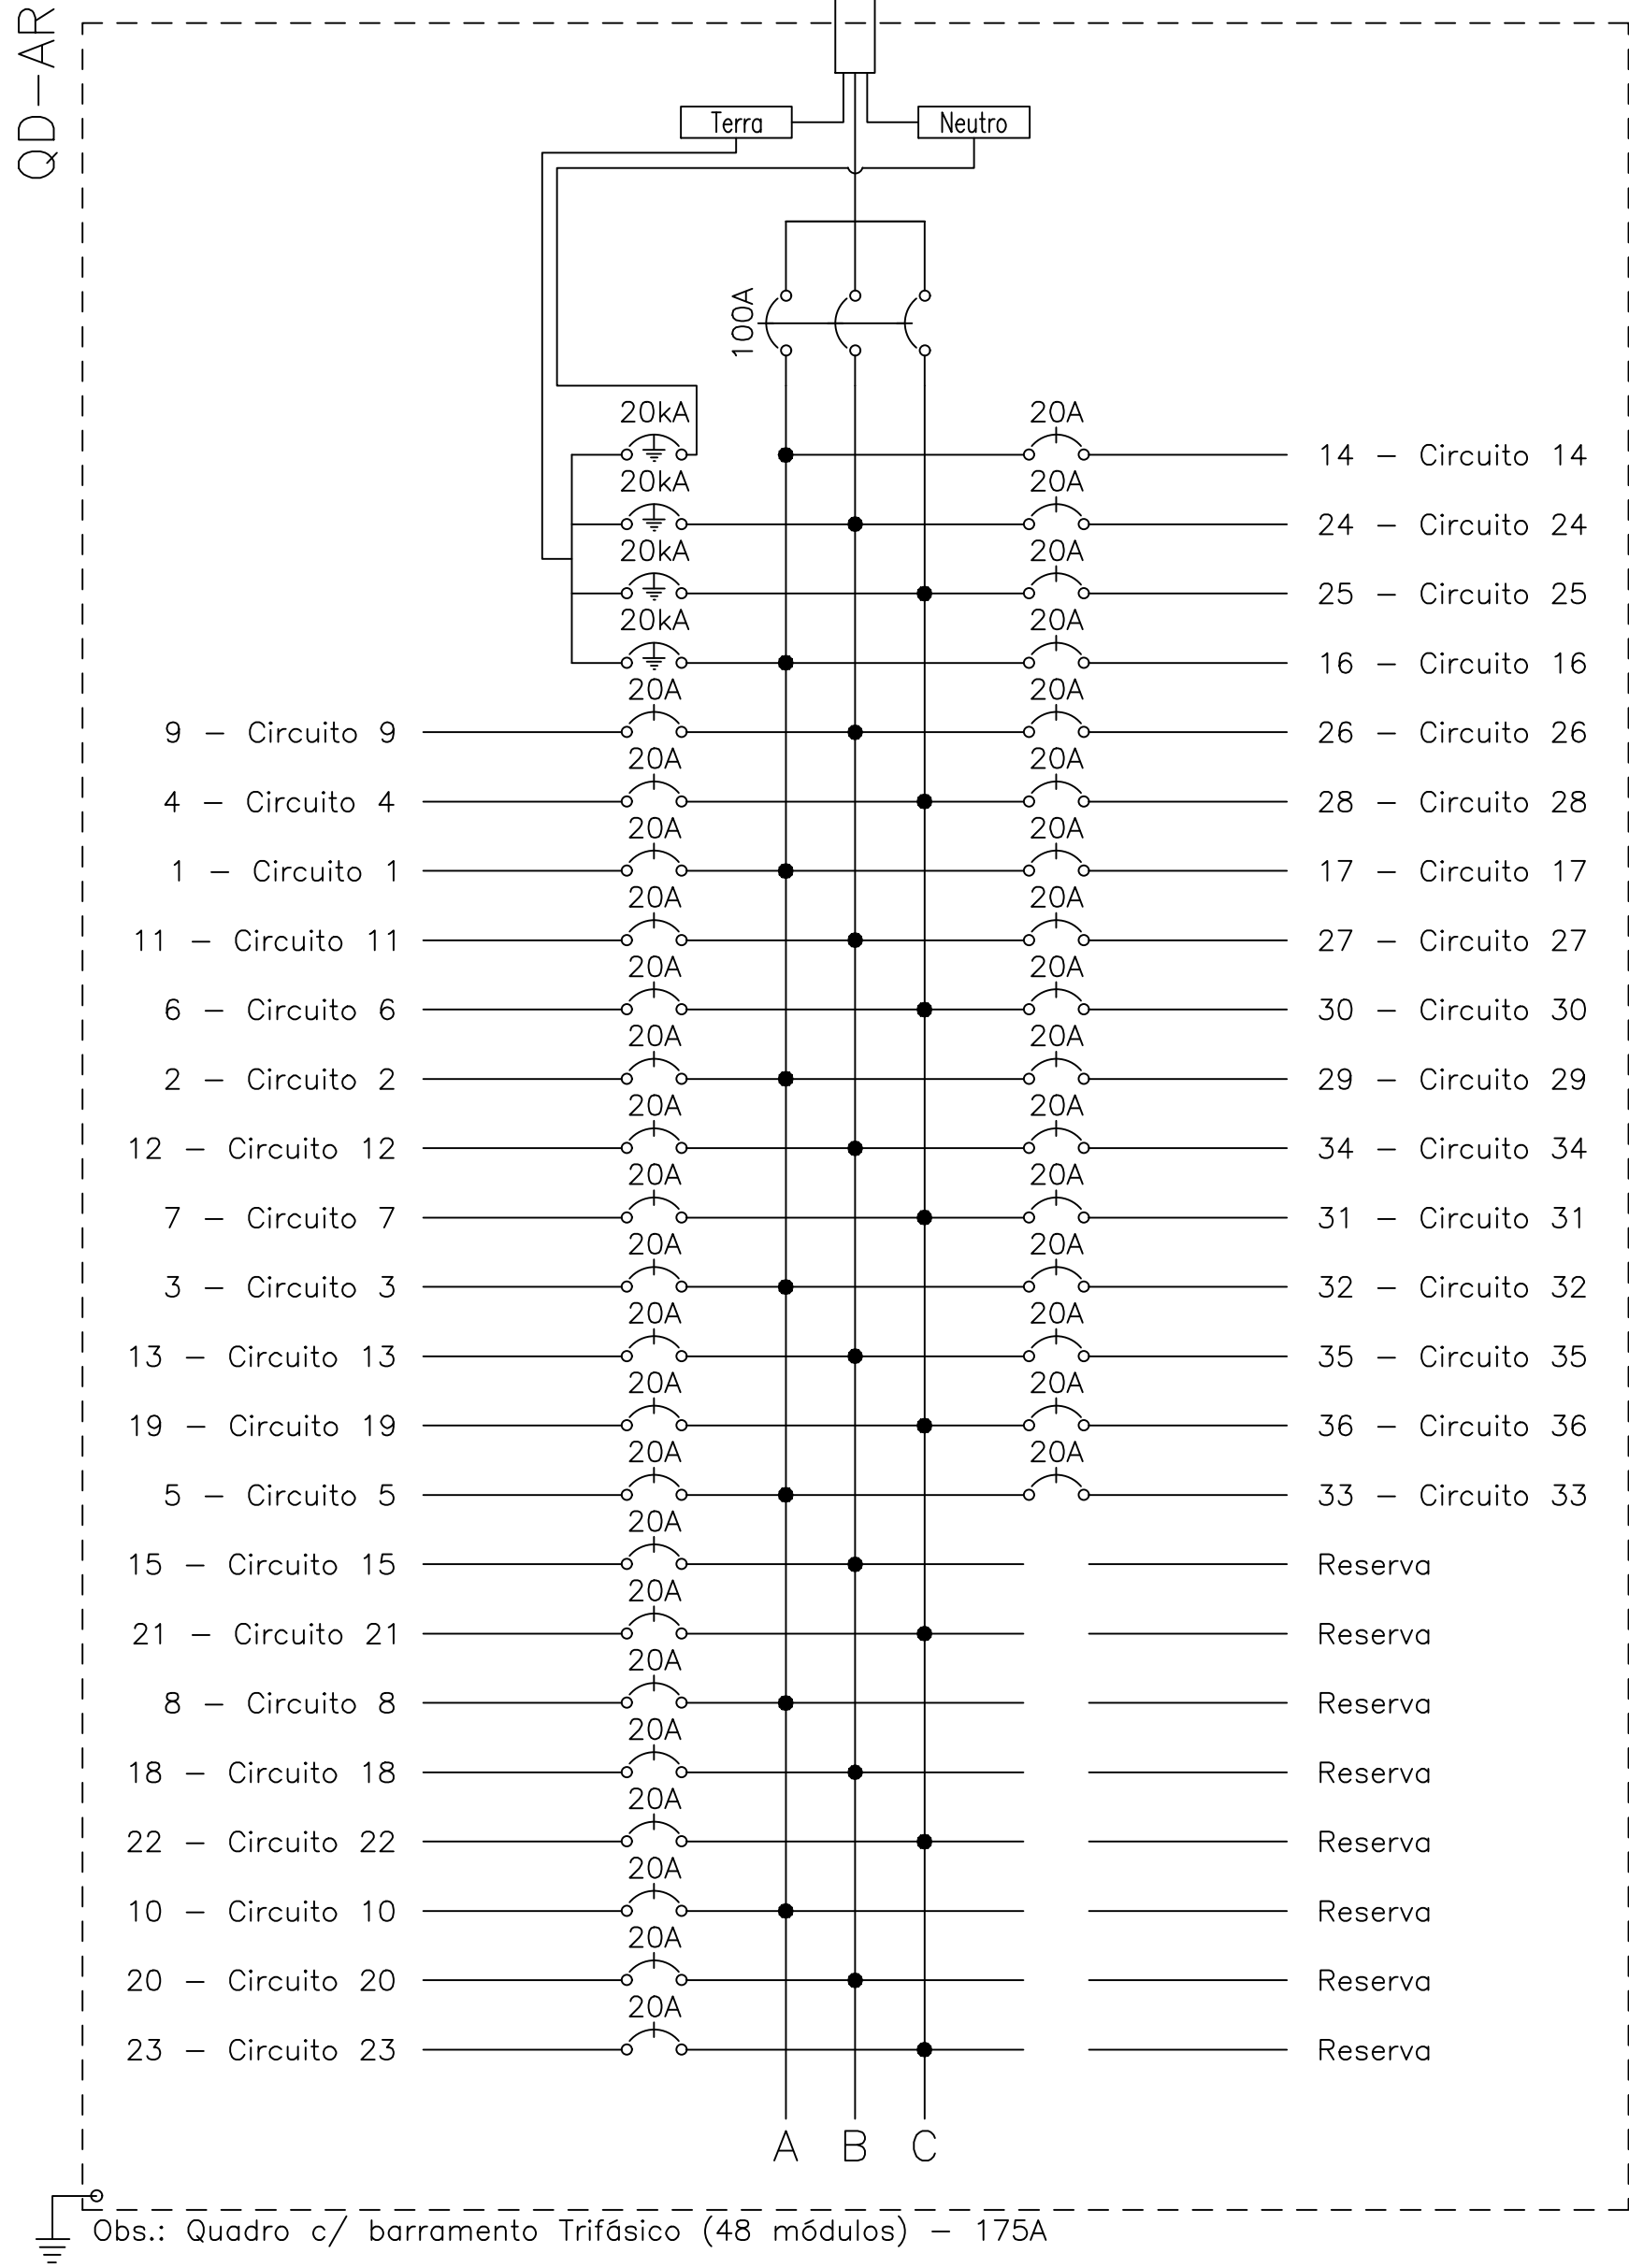 QD-AR
Terra Neutro
100A
20kA 20A
14 - Circuito 14
20kA 20A
24 - Circuito 24
20kA 20A
25 - Circuito 25
20kA 20A
16 - Circuito 16
20A 20A
9 - Circuito 9 26 - Circuito 26
20A 20A
4 - Circuito 4 28 - Circuito 28
20A 20A
1 - Circuito 1 17 - Circuito 17
20A 20A
11 - Circuito 11 27 - Circuito 27
20A 20A
6 - Circuito 6 30 - Circuito 30
20A 20A
2 - Circuito 2 29 - Circuito 29
20A 20A
12 - Circuito 12 34 - Circuito 34
20A 20A
7 - Circuito 7 31 - Circuito 31
20A 20A
3 - Circuito 3 32 - Circuito 32
20A 20A
13 - Circuito 13 35 - Circuito 35
20A 20A
19 - Circuito 19 36 - Circuito 36
20A 20A
5 - Circuito 5 33 - Circuito 33
20A
15 - Circuito 15 Reserva
20A
21 - Circuito 21 Reserva
20A
8 - Circuito 8 Reserva
20A
18 - Circuito 18 Reserva
20A
22 - Circuito 22 Reserva
20A
10 - Circuito 10 Reserva
20A
20 - Circuito 20 Reserva
20A
23 - Circuito 23 Reserva
A B C
Obs.: Quadro c/ barramento Trifásico (48 módulos) - 175A